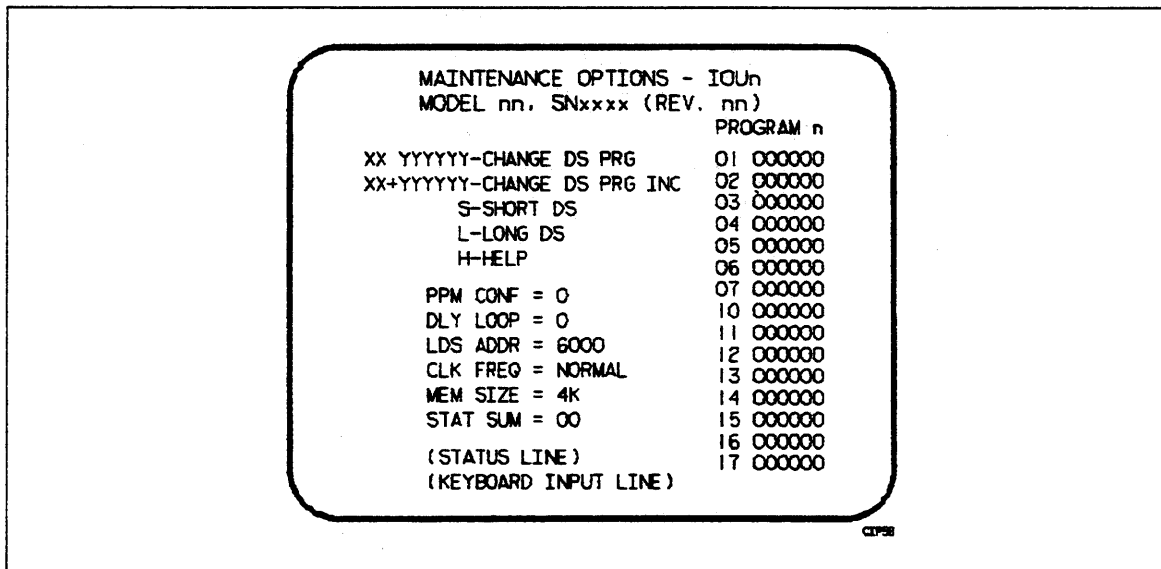 MAINTENANCE OPTIONS - IOUn
MODEL nn, SNxxxx (REV. nn)
PROGRAM n
XX YYYYYY-CHANGE DS PRG 01 000000
XX+YYYYYY-CHANGE DS PRG INC 02 000000
S-SHORT DS 03 000000
L-LONG DS 04 000000
H-HELP 05 000000
06 000000
PPM CONF = 0 07 000000
DLY LOOP = 0 10 000000
LDS ADDR = 6000 11 000000
CLK FREQ = NORMAL 12 000000
MEM SIZE = 4K 13 000000
STAT SUM = 00 14 000000
15 000000
(STATUS LINE) 16 000000
(KEYBOARD INPUT LINE) 17 000000